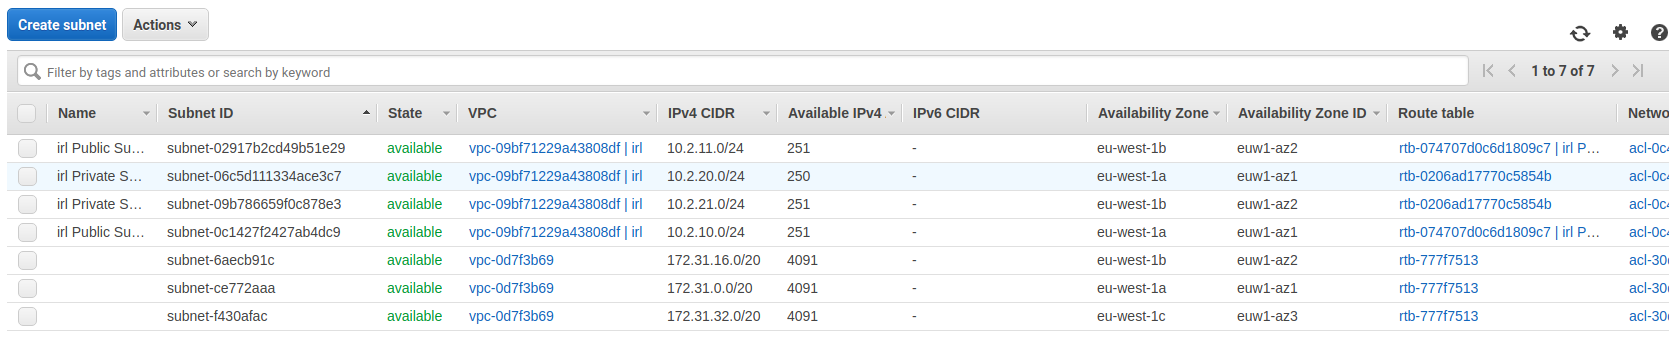 Create subnet Actions
Filter by tags and attributes or search by keyword 1 to 7 of 7
Name Subnet ID State VPC IPv4 CIDR Available IPv4 IPv6 CIDR Availability Zone Availability Zone ID Route table Netwo
irl Public Su... subnet-02917b2cd49b51e29 available vpc-09bf71229a43808df | irl 10.2.11.0/24 251 - eu-west-1b euw1-az2 rtb-074707d0c6d1809c7 | irl P... acl-0c4
irl Private S... subnet-06c5d111334ace3c7 available vpc-09bf71229a43808df | irl 10.2.20.0/24 250 - eu-west-1a euw1-az1 rtb-0206ad17770c5854b acl-0c4
irl Private S... subnet-09b786659f0c878e3 available vpc-09bf71229a43808df | irl 10.2.21.0/24 251 - eu-west-1b euw1-az2 rtb-0206ad17770c5854b acl-0c4
irl Public Su... subnet-0c1427f2427ab4dc9 available vpc-09bf71229a43808df | irl 10.2.10.0/24 251 - eu-west-1a euw1-az1 rtb-074707d0c6d1809c7 | irl P... acl-0c4
subnet-6aecb91c available vpc-0d7f3b69 172.31.16.0/20 4091 - eu-west-1b euw1-az2 rtb-777f7513 acl-30
subnet-ce772aaa available vpc-0d7f3b69 172.31.0.0/20 4091 - eu-west-1a euw1-az1 rtb-777f7513 acl-30
subnet-f430afac available vpc-0d7f3b69 172.31.32.0/20 4091 - eu-west-1c euw1-az3 rtb-777f7513 acl-30